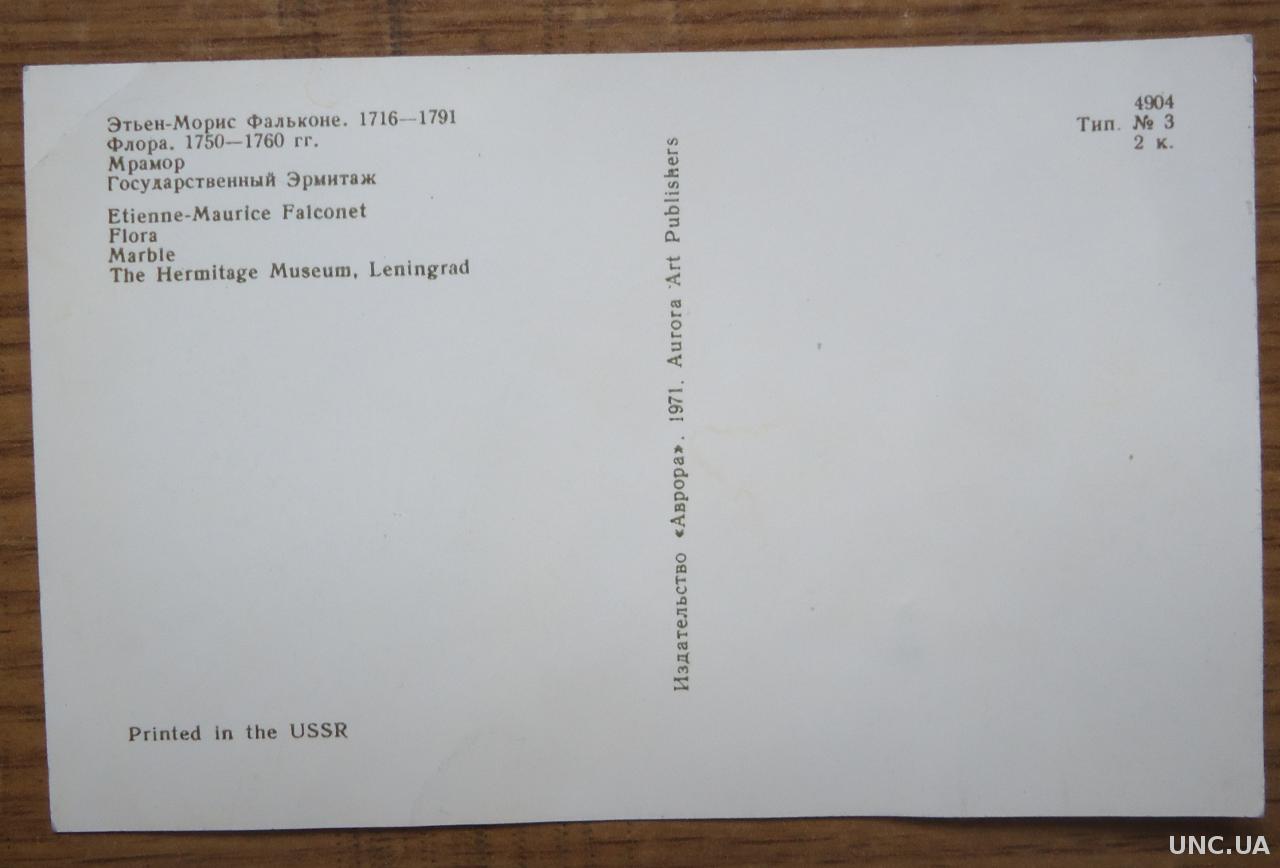 Этьен-Морис Фальконе. 1716—1791
Флора. 1750—1760 гг.
Мрамор
Государственный Эрмитаж
Etienne-Maurice Falconet
Flora
Marble
The Hermitage Museum, Leningrad
Printed in the USSR
Издательство «Аврора». 1971. Aurora Art Publishers
4904
Тип. № 3
2 к.
UNC.UA